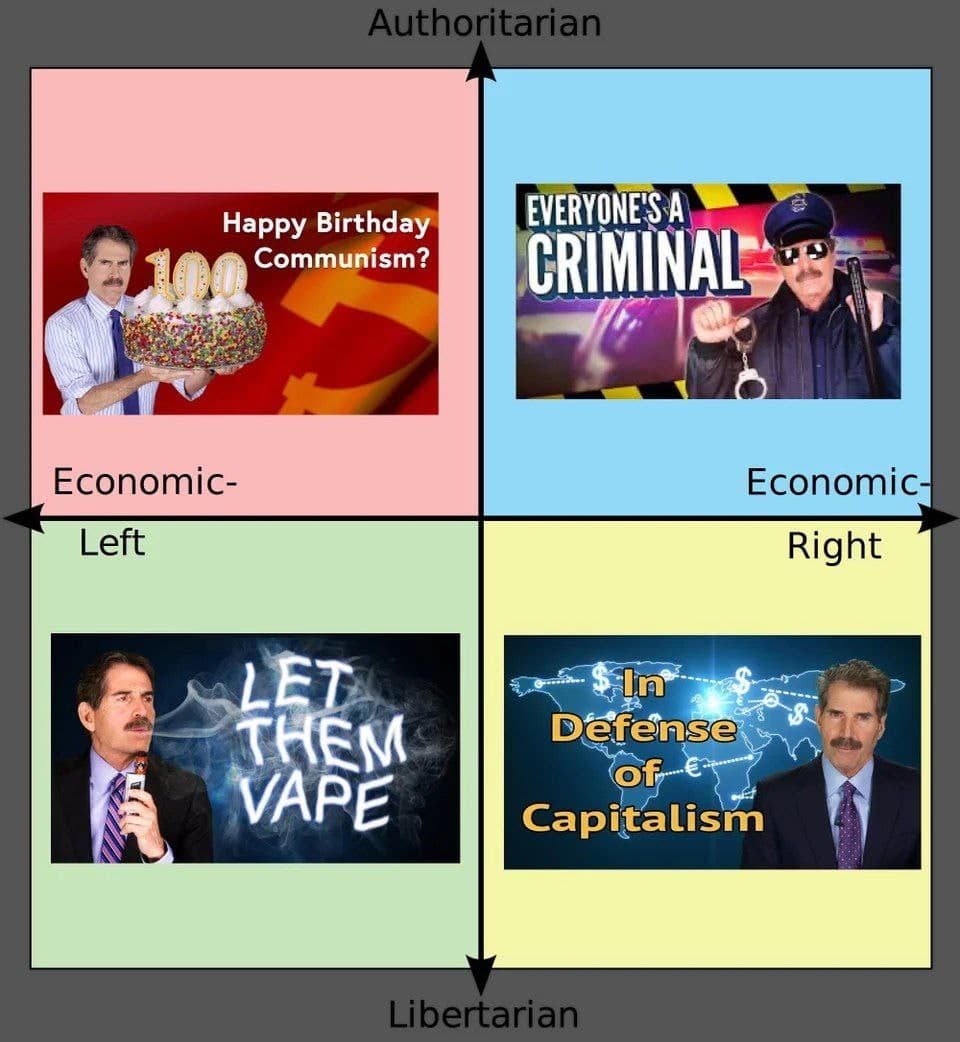 Authoritarian
Happy Birthday
Communism?
100
EVERYONE'S A
CRIMINAL
Economic-
Left
Economic-
Right
LET
THEM
VAPE
In
Defense
of
Capitalism
Libertarian